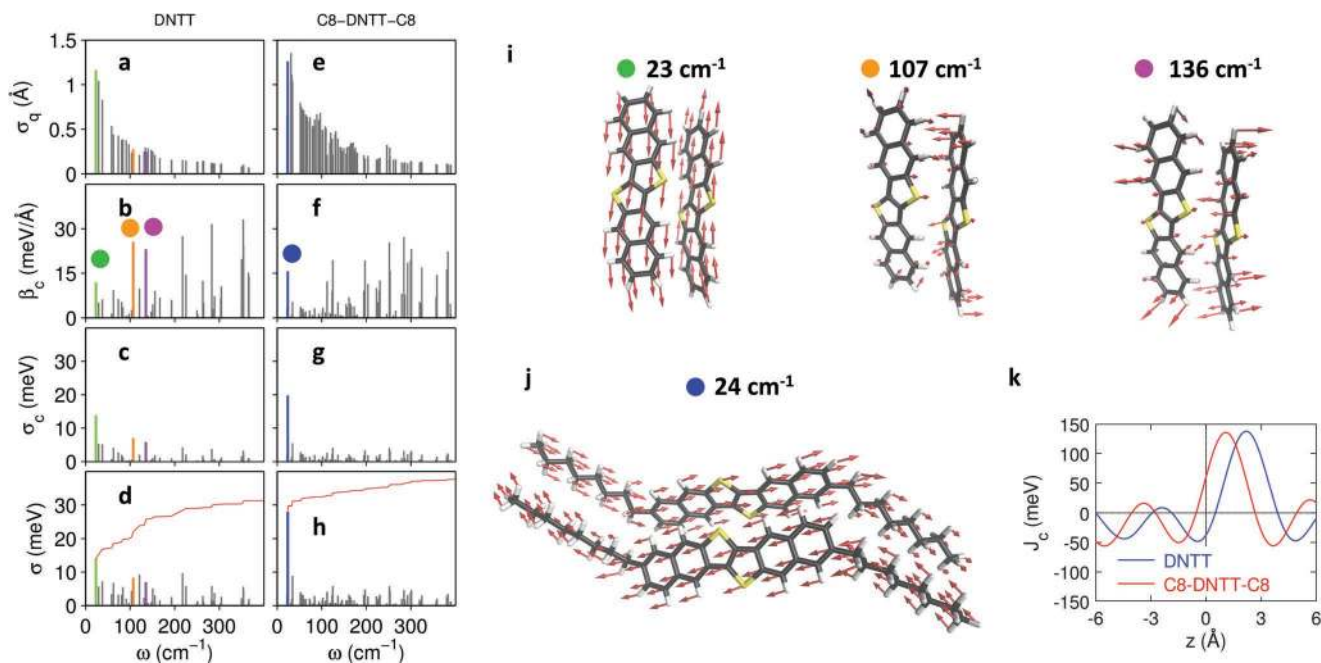 DNTT
C8-DNTT-C8
1.5
1
0.5
0
σq (Å)
a
e
30
15
0
βc (meV/Å)
b
f
30
20
10
0
σc (meV)
c
g
30
20
10
0
σ (meV)
d
h
0 100 200 300
0 100 200 300
ω (cm-1)
ω (cm-1)
i
23 cm-1
107 cm-1
136 cm-1
j
24 cm-1
k
150
100
50
0
-50
-100
-150
Jc (meV)
DNTT
C8-DNTT-C8
-6 -3 0 3 6
z (Å)